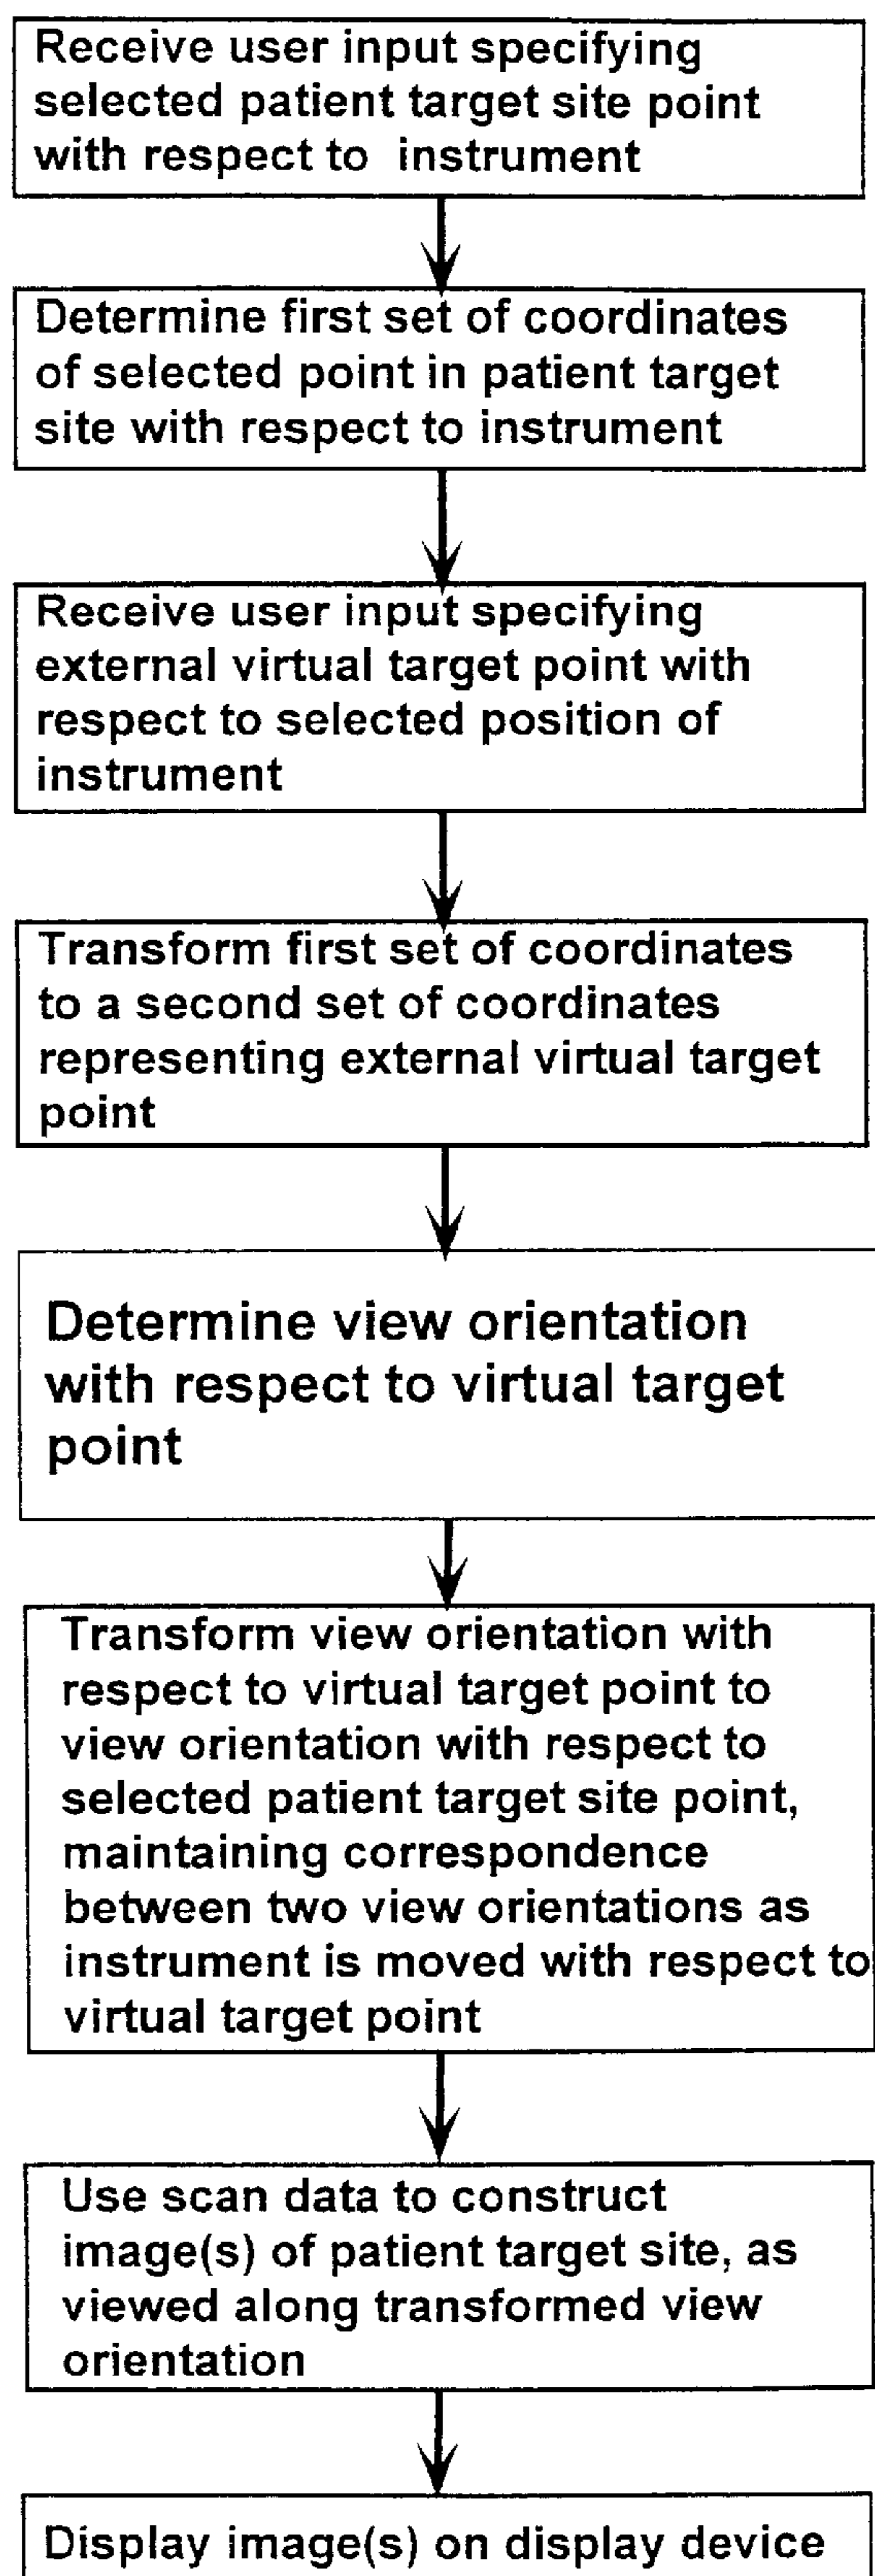 Receive user input specifying
selected patient target site point
with respect to instrument
Determine first set of coordinates
of selected point in patient target
site with respect to instrument
Receive user input specifying
external virtual target point with
respect to selected position of
instrument
Transform first set of coordinates
to a second set of coordinates
representing external virtual target
point
Determine view orientation
with respect to virtual target
point
Transform view orientation with
respect to virtual target point to
view orientation with respect to
selected patient target site point,
maintaining correspondence
between two view orientations as
instrument is moved with respect to
virtual target point
Use scan data to construct
image(s) of patient target site, as
viewed along transformed view
orientation
Display image(s) on display device